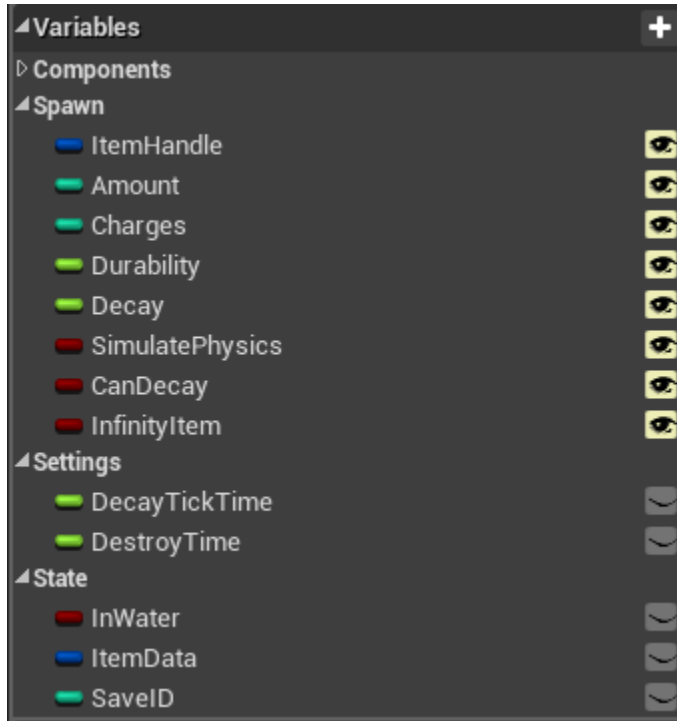 Variables
Components
Spawn
ItemHandle
Amount
Charges
Durability
Decay
SimulatePhysics
CanDecay
InfinityItem
Settings
DecayTickTime
DestroyTime
State
InWater
ItemData
SaveID